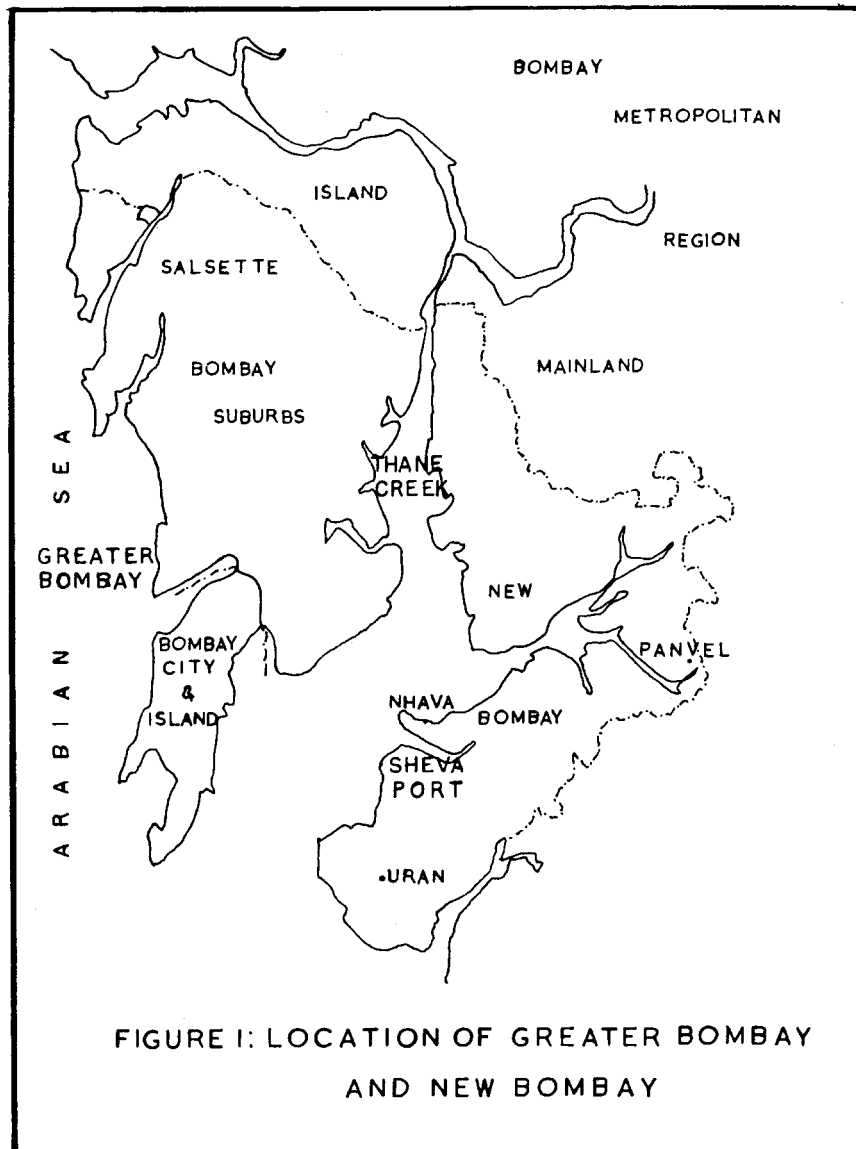 BOMBAY
METROPOLITAN
REGION
ISLAND
SALSETTE
BOMBAY
SUBURBS
MAINLAND
THANE
CREEK
ARABIAN SEA
GREATER
BOMBAY
NEW
BOMBAY
CITY
&
ISLAND
PANVEL
NHAVA
BOMBAY
SHEVA
PORT
URAN
FIGURE 1: LOCATION OF GREATER BOMBAY
AND NEW BOMBAY